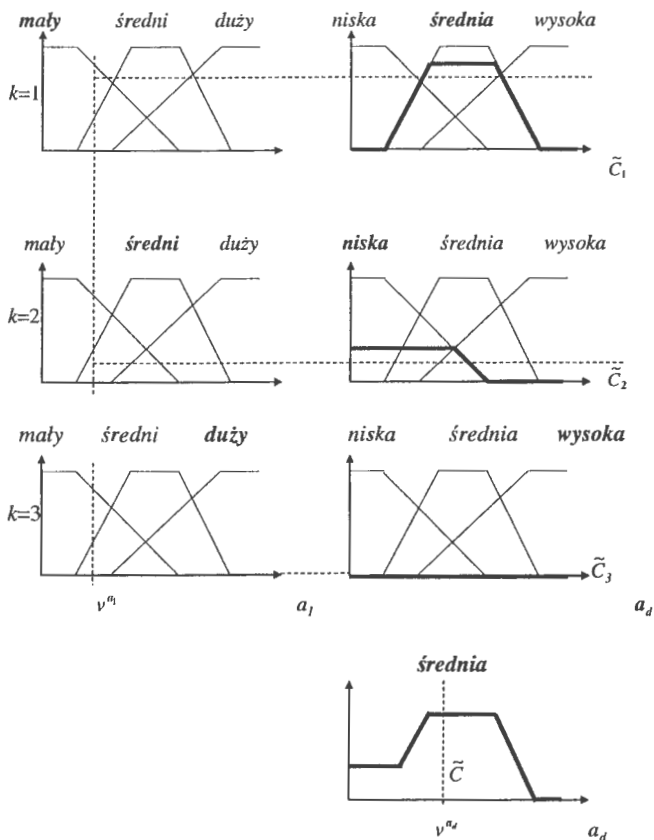 mały średni duży niska średnia wysoka
k=1
C̃₁
mały średni duży niska średnia wysoka
k=2
C̃₂
mały średni duży niska średnia wysoka
k=3
C̃₃
vᵃ¹ a₁ a_d
średnia
C̃
v^{a_d} a_d